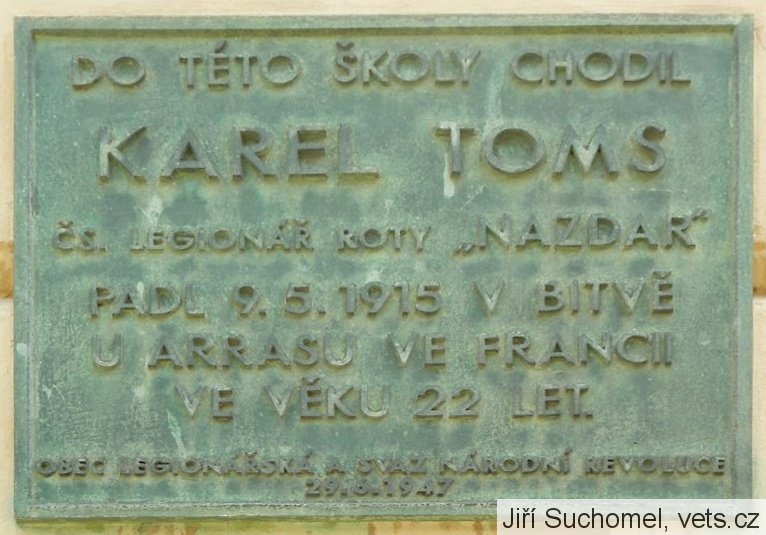 DO TÉTO ŠKOLY CHODIL
KAREL TOMS
ČS. LEGIONÁŘ ROTY „NAZDAR“
PADL 9. 5. 1915 V BITVĚ
U ARRASU VE FRANCII
VE VĚKU 22 LET.
OBEC LEGIONÁŘSKÁ A SVAZ NÁRODNÍ REVOLUCE
29.6.1947
Jiří Suchomel, vets.cz